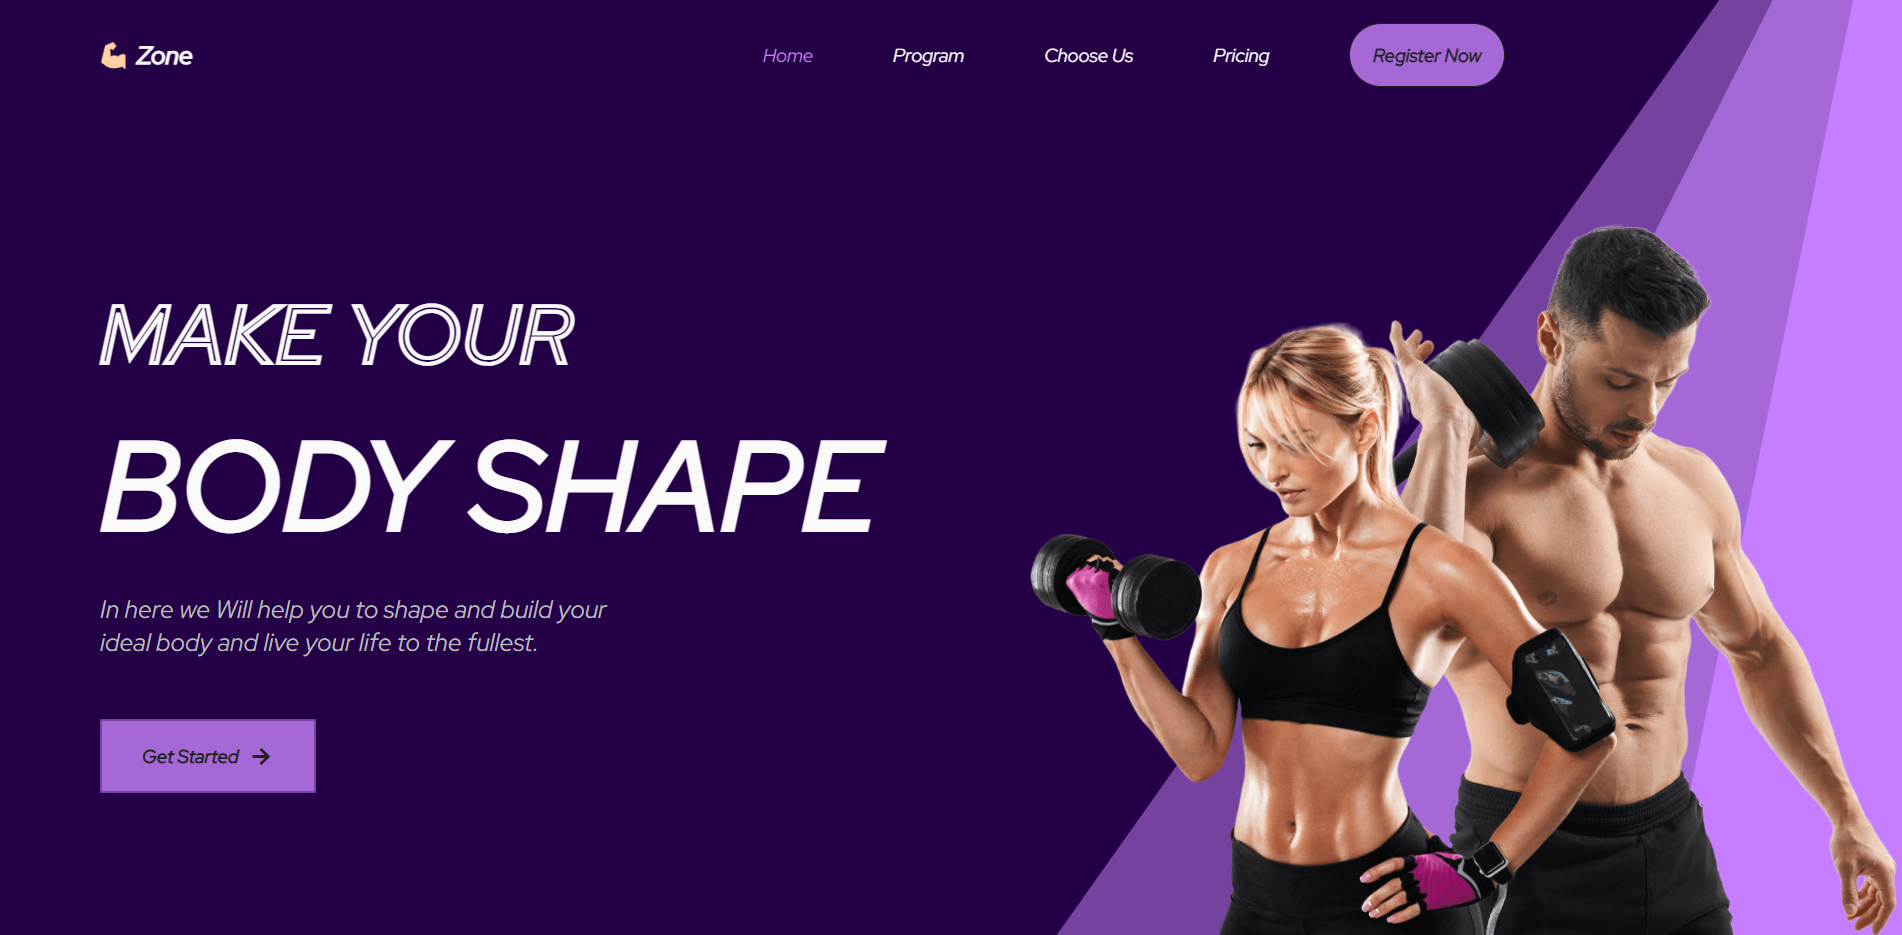 Zone
Home
Program
Choose Us
Pricing
Register Now
MAKE YOUR
BODY SHAPE
In here we Will help you to shape and build your
ideal body and live your life to the fullest.
Get Started